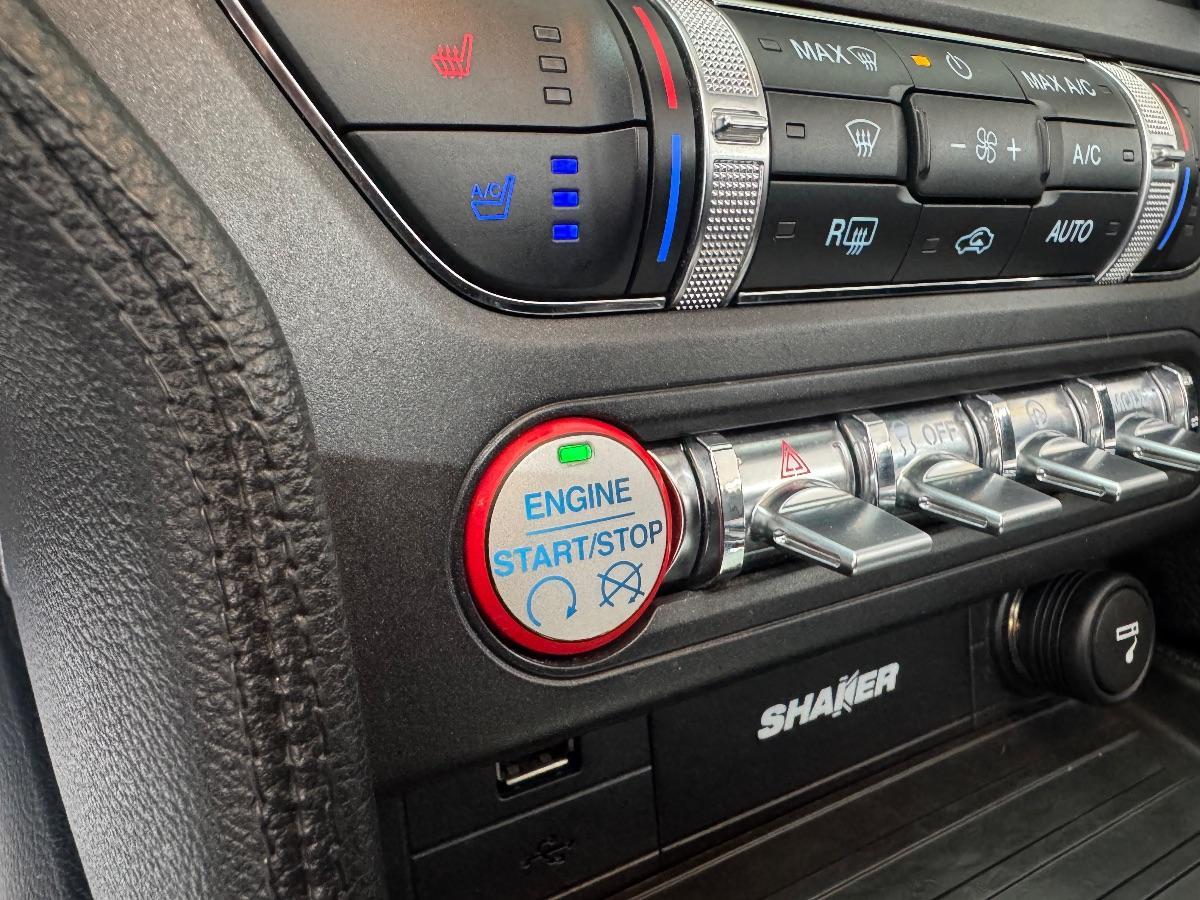 MAX
MAX A/C
A/C
- +
A/C
R
AUTO
OFF
ENGINE
START/STOP
SHAKER